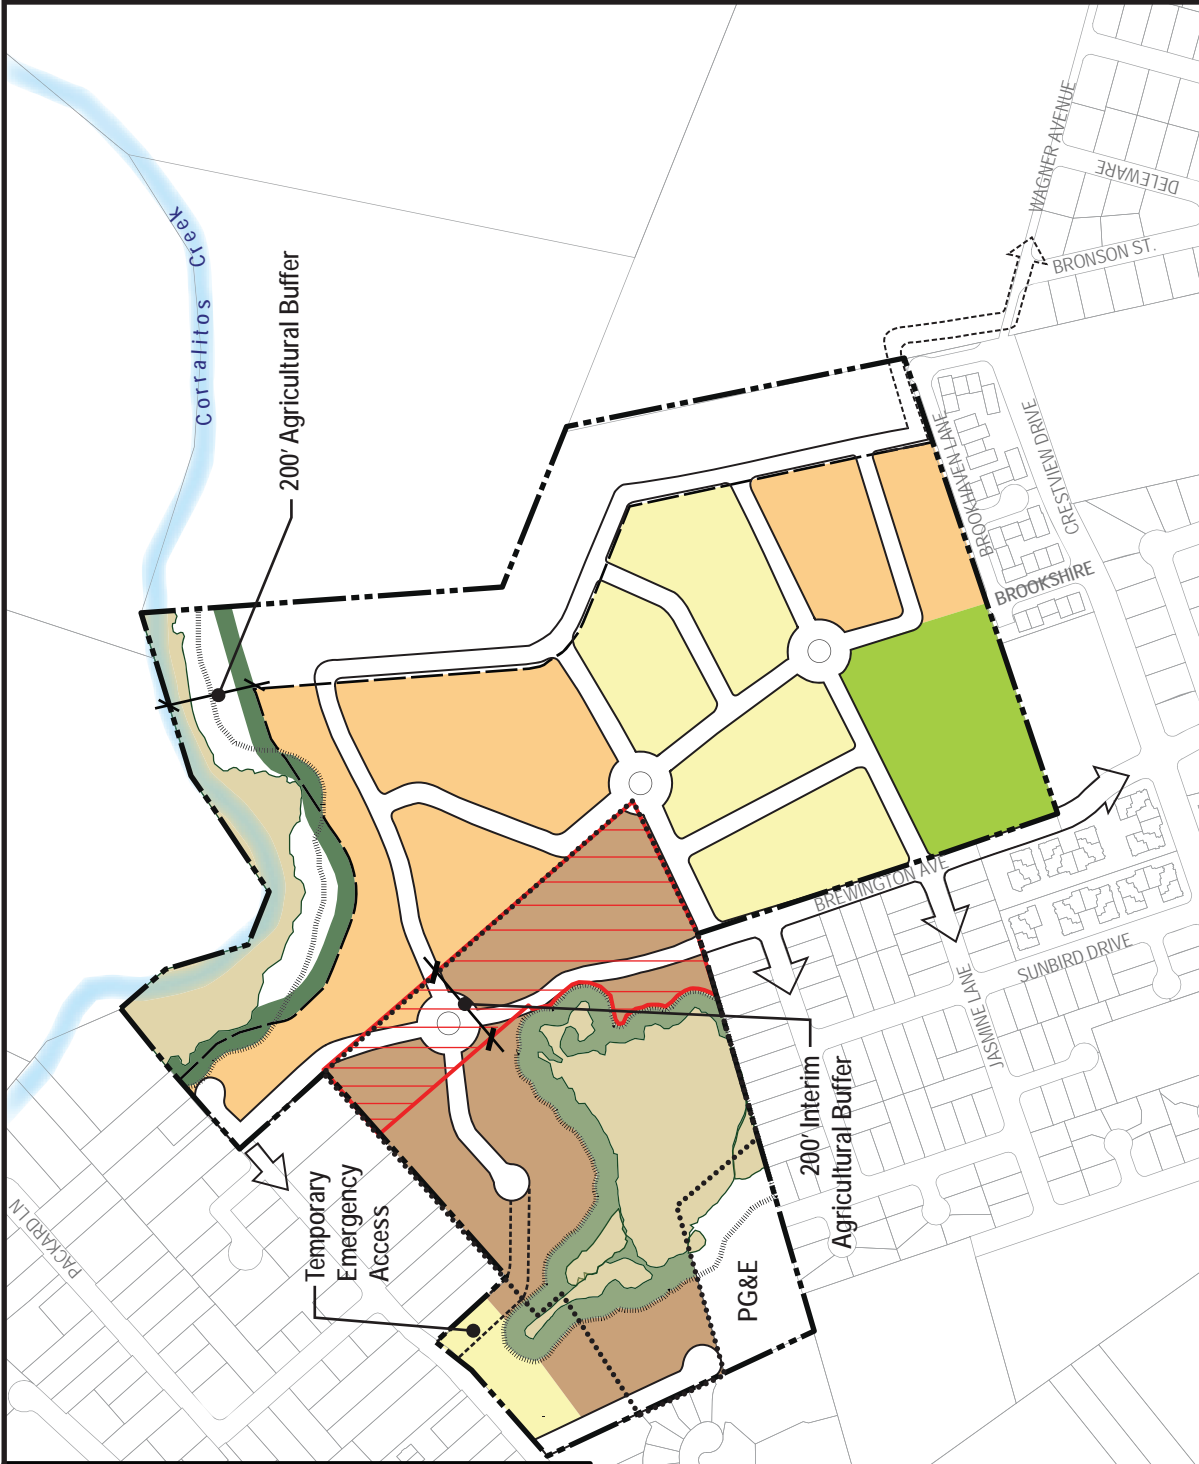 WAGNER AVENUE
DELEWARE
BRONSON ST.
Corralitos Creek
200' Agricultural Buffer
BROOKHAVEN LANE
CRESTVIEW DRIVE
BROOKSHIRE
BREWINGTON AVE
SUNBIRD DRIVE
JASMINE LANE
200' Interim
Agricultural Buffer
Temporary
Emergency
Access
PACKARD LN
PG&E